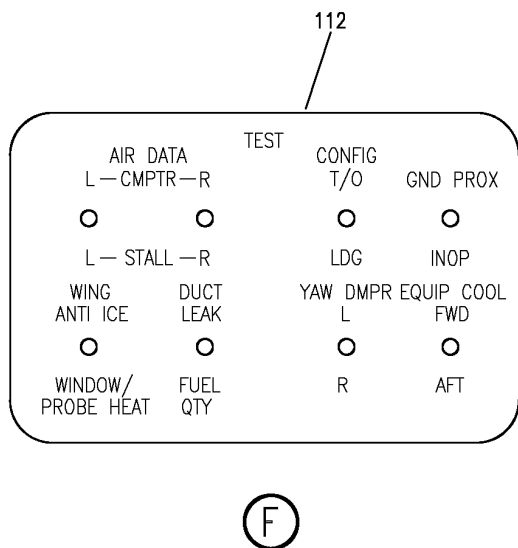 112
TEST
AIR DATA CONFIG
L — CMPTR — R T/O GND PROX
L — STALL — R LDG INOP
WING DUCT YAW DMPR EQUIP COOL
ANTI ICE LEAK L FWD
WINDOW/ FUEL R AFT
PROBE HEAT QTY
F